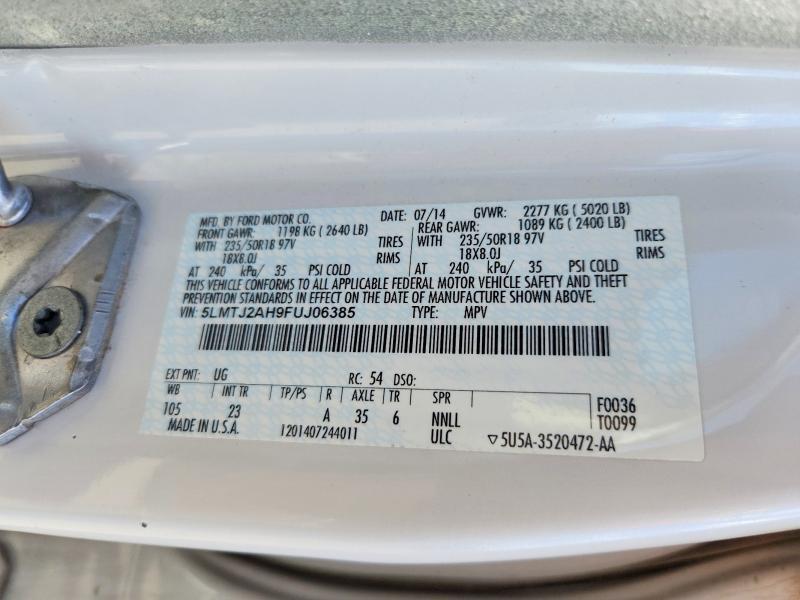 MFD. BY FORD MOTOR CO.
DATE: 07/14 GVWR: 2277 KG ( 5020 LB)
FRONT GAWR: 1198 KG ( 2640 LB) REAR GAWR: 1089 KG ( 2400 LB)
WITH 235/50R18 97V TIRES WITH 235/50R18 97V TIRES
18X8.0J RIMS 18X8.0J RIMS
AT 240 kPa/ 35 PSI COLD AT 240 kPa/ 35 PSI COLD
THIS VEHICLE CONFORMS TO ALL APPLICABLE FEDERAL MOTOR VEHICLE SAFETY AND THEFT
PREVENTION STANDARDS IN EFFECT ON THE DATE OF MANUFACTURE SHOWN ABOVE.
VIN: 5LMTJ2AH9FUJ06385 TYPE: MPV
EXT PNT: UG RC: 54 DSO:
WB INT TR TP/PS R AXLE TR SPR
105 23 A 35 6 NNLL F0036
MADE IN U.S.A. 1201407244011 ULC T0099
▽5U5A-3520472-AA